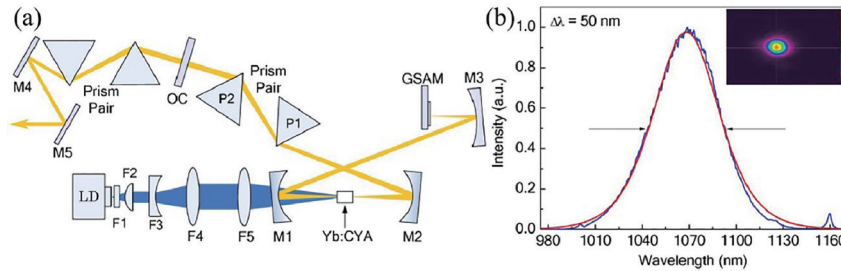 (a)
M4
Prism
Pair
M5
OC
P2
Prism
Pair
P1
GSAM
M3
LD
F1
F2
F3
F4
F5
M1
Yb:CYA
M2
(b)
Δλ = 50 nm
Intensity (a.u.)
1.0
0.8
0.6
0.4
0.2
0.0
980 1010 1040 1070 1100 1130 1160
Wavelength (nm)